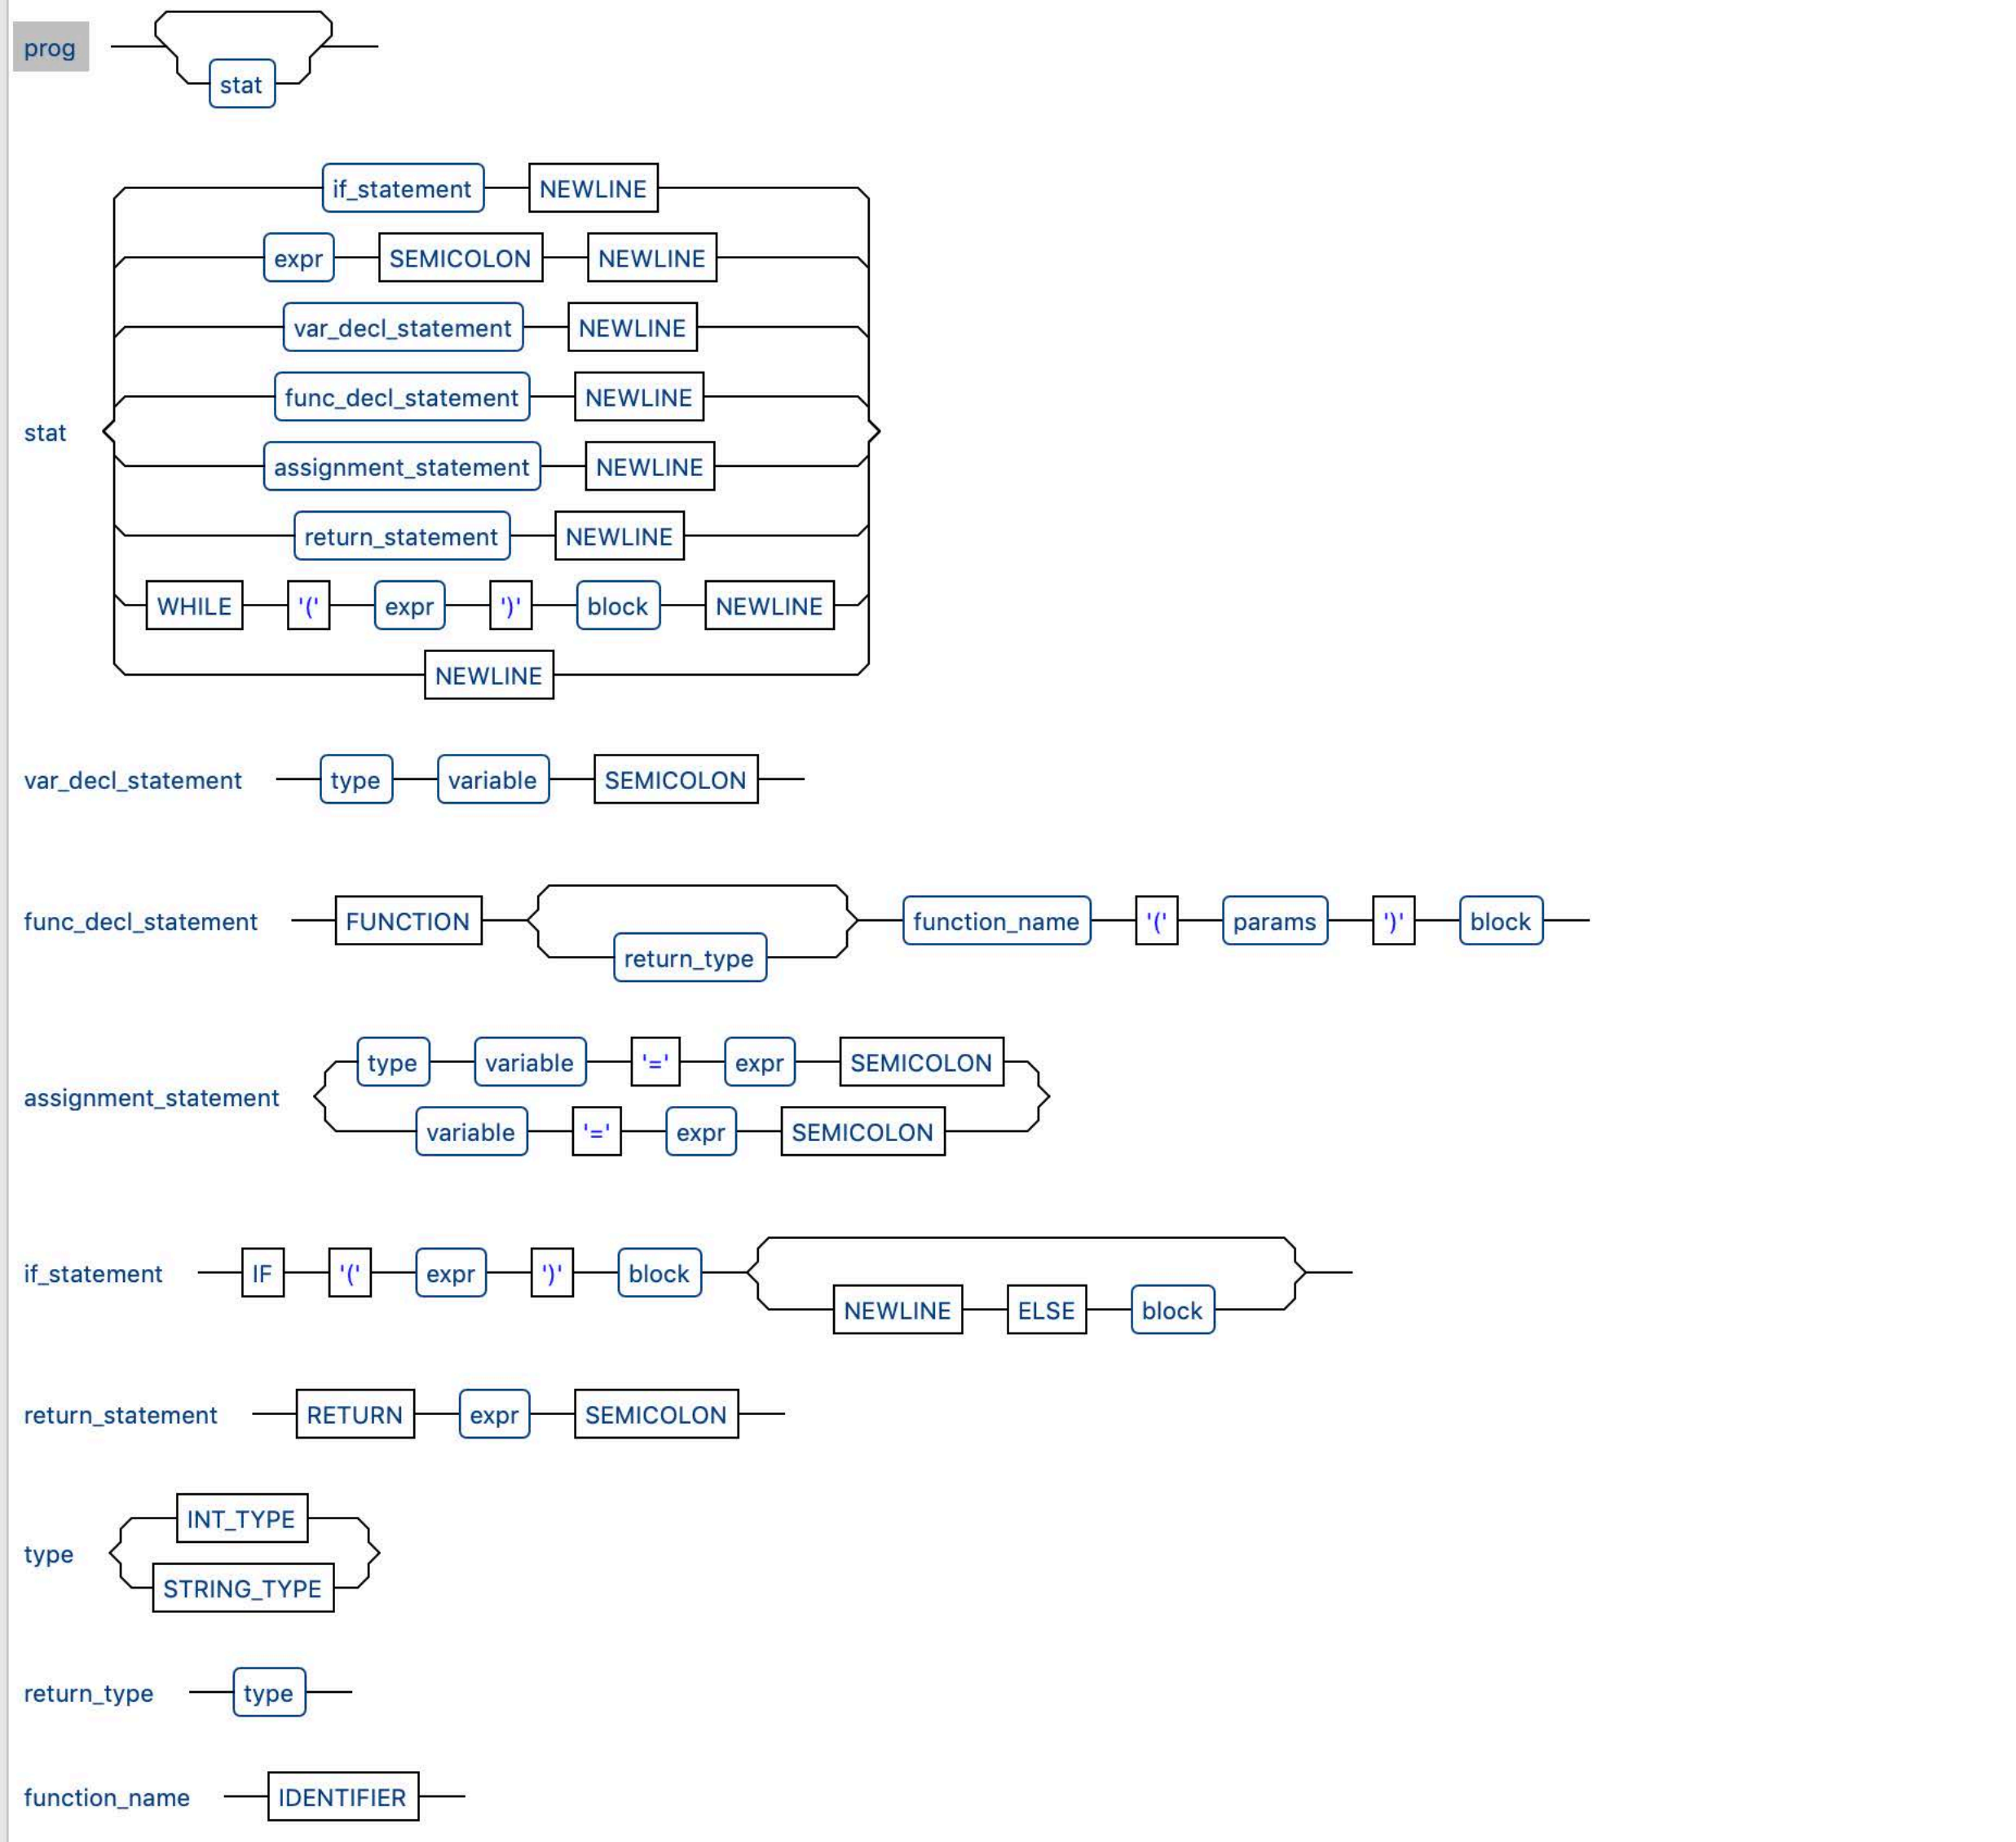 prog
stat
if_statement NEWLINE
expr SEMICOLON NEWLINE
var_decl_statement NEWLINE
func_decl_statement NEWLINE
stat
assignment_statement NEWLINE
return_statement NEWLINE
WHILE '(' expr ')' block NEWLINE
NEWLINE
var_decl_statement type variable SEMICOLON
func_decl_statement FUNCTION function_name '(' params ')' block
return_type
type variable '=' expr SEMICOLON
assignment_statement
variable '=' expr SEMICOLON
if_statement IF '(' expr ')' block
NEWLINE ELSE block
return_statement RETURN expr SEMICOLON
INT_TYPE
type
STRING_TYPE
return_type type
function_name IDENTIFIER